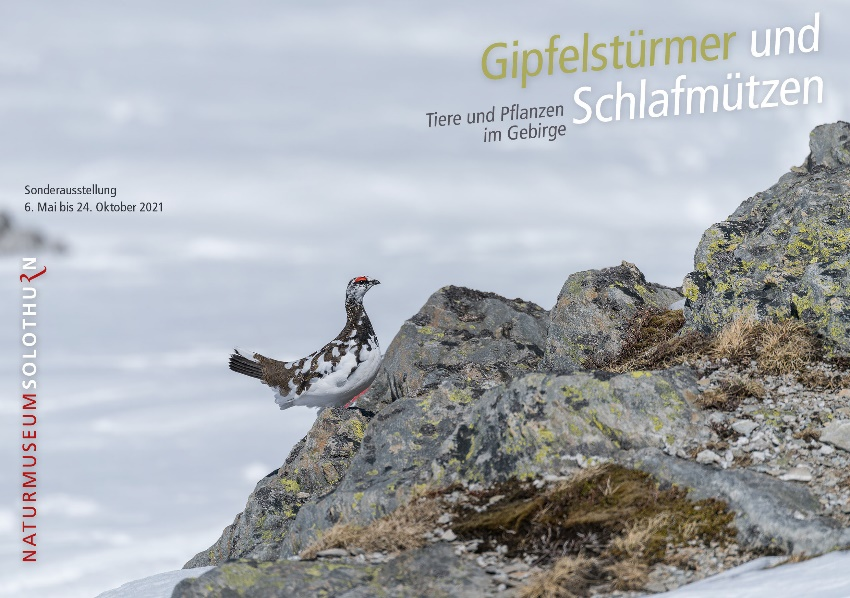 Gipfelstürmer und
Schlafmützen
Tiere und Pflanzen
im Gebirge
Sonderausstellung
6. Mai bis 24. Oktober 2021
NATURMUSEUMSOLOTHURN